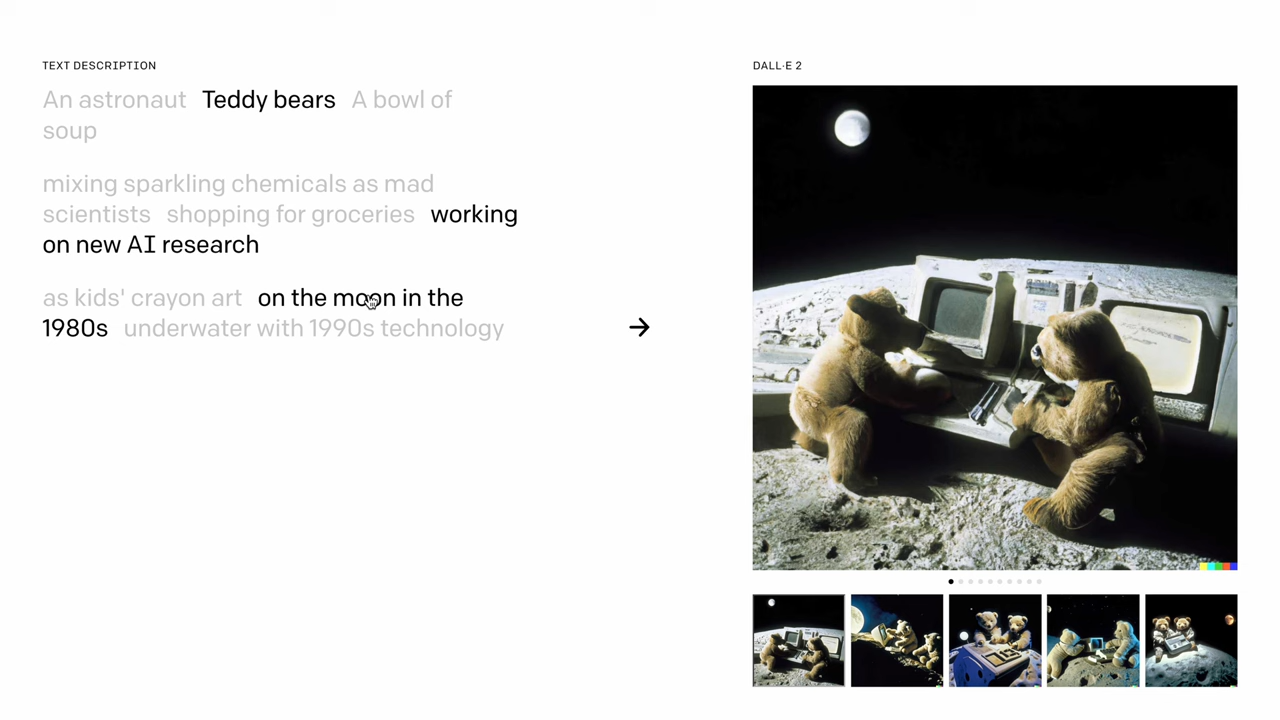 TEXT DESCRIPTION
An astronaut Teddy bears A bowl of
soup
mixing sparkling chemicals as mad
scientists shopping for groceries working
on new AI research
as kids' crayon art on the moon in the
1980s underwater with 1990s technology
DALL·E 2